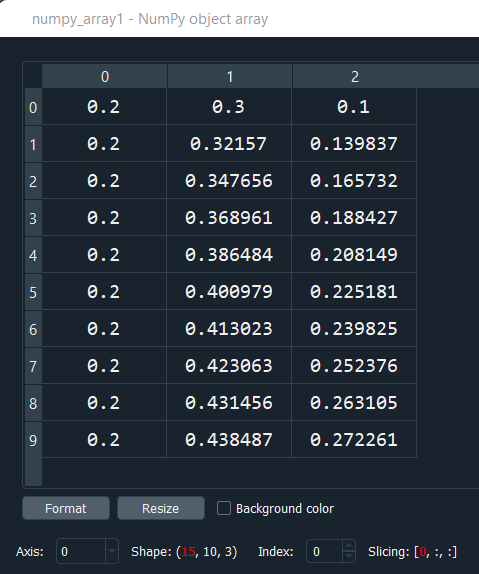 numpy_array1 - NumPy object array
0 1 2
0 0.2 0.3 0.1
1 0.2 0.32157 0.139837
2 0.2 0.347656 0.165732
3 0.2 0.368961 0.188427
4 0.2 0.386484 0.208149
5 0.2 0.400979 0.225181
6 0.2 0.413023 0.239825
7 0.2 0.423063 0.252376
8 0.2 0.431456 0.263105
9 0.2 0.438487 0.272261
Format Resize Background color
Axis: 0 Shape: (15, 10, 3) Index: 0 Slicing: [0, :, :]